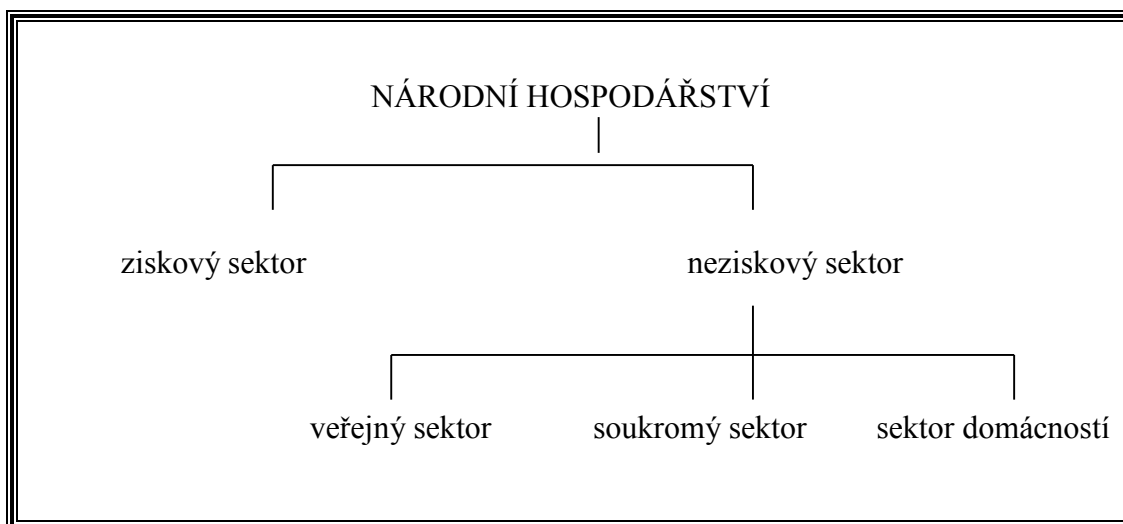 NÁRODNÍ HOSPODÁŘSTVÍ
ziskový sektor neziskový sektor
veřejný sektor soukromý sektor sektor domácností